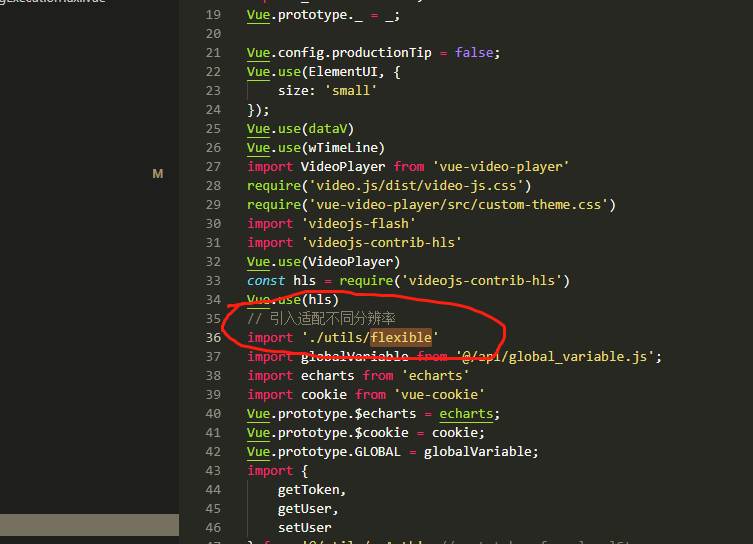 19 Vue.prototype._ = _;
20
21 Vue.config.productionTip = false;
22 Vue.use(ElementUI, {
23 size: 'small'
24 });
25 Vue.use(dataV)
26 Vue.use(wTimeLine)
M
27 import VideoPlayer from 'vue-video-player'
28 require('video.js/dist/video-js.css')
29 require('vue-video-player/src/custom-theme.css')
30 import 'videojs-flash'
31 import 'videojs-contrib-hls'
32 Vue.use(VideoPlayer)
33 const hls = require('videojs-contrib-hls')
34 Vue.use(hls)
35 // 引入适配不同分辨率
36 import './utils/flexible'
37 import globalVariable from '@/api/global_variable.js';
38 import echarts from 'echarts'
39 import cookie from 'vue-cookie'
40 Vue.prototype.$echarts = echarts;
41 Vue.prototype.$cookie = cookie;
42 Vue.prototype.GLOBAL = globalVariable;
43 import {
44 getToken,
45 getUser,
46 setUser